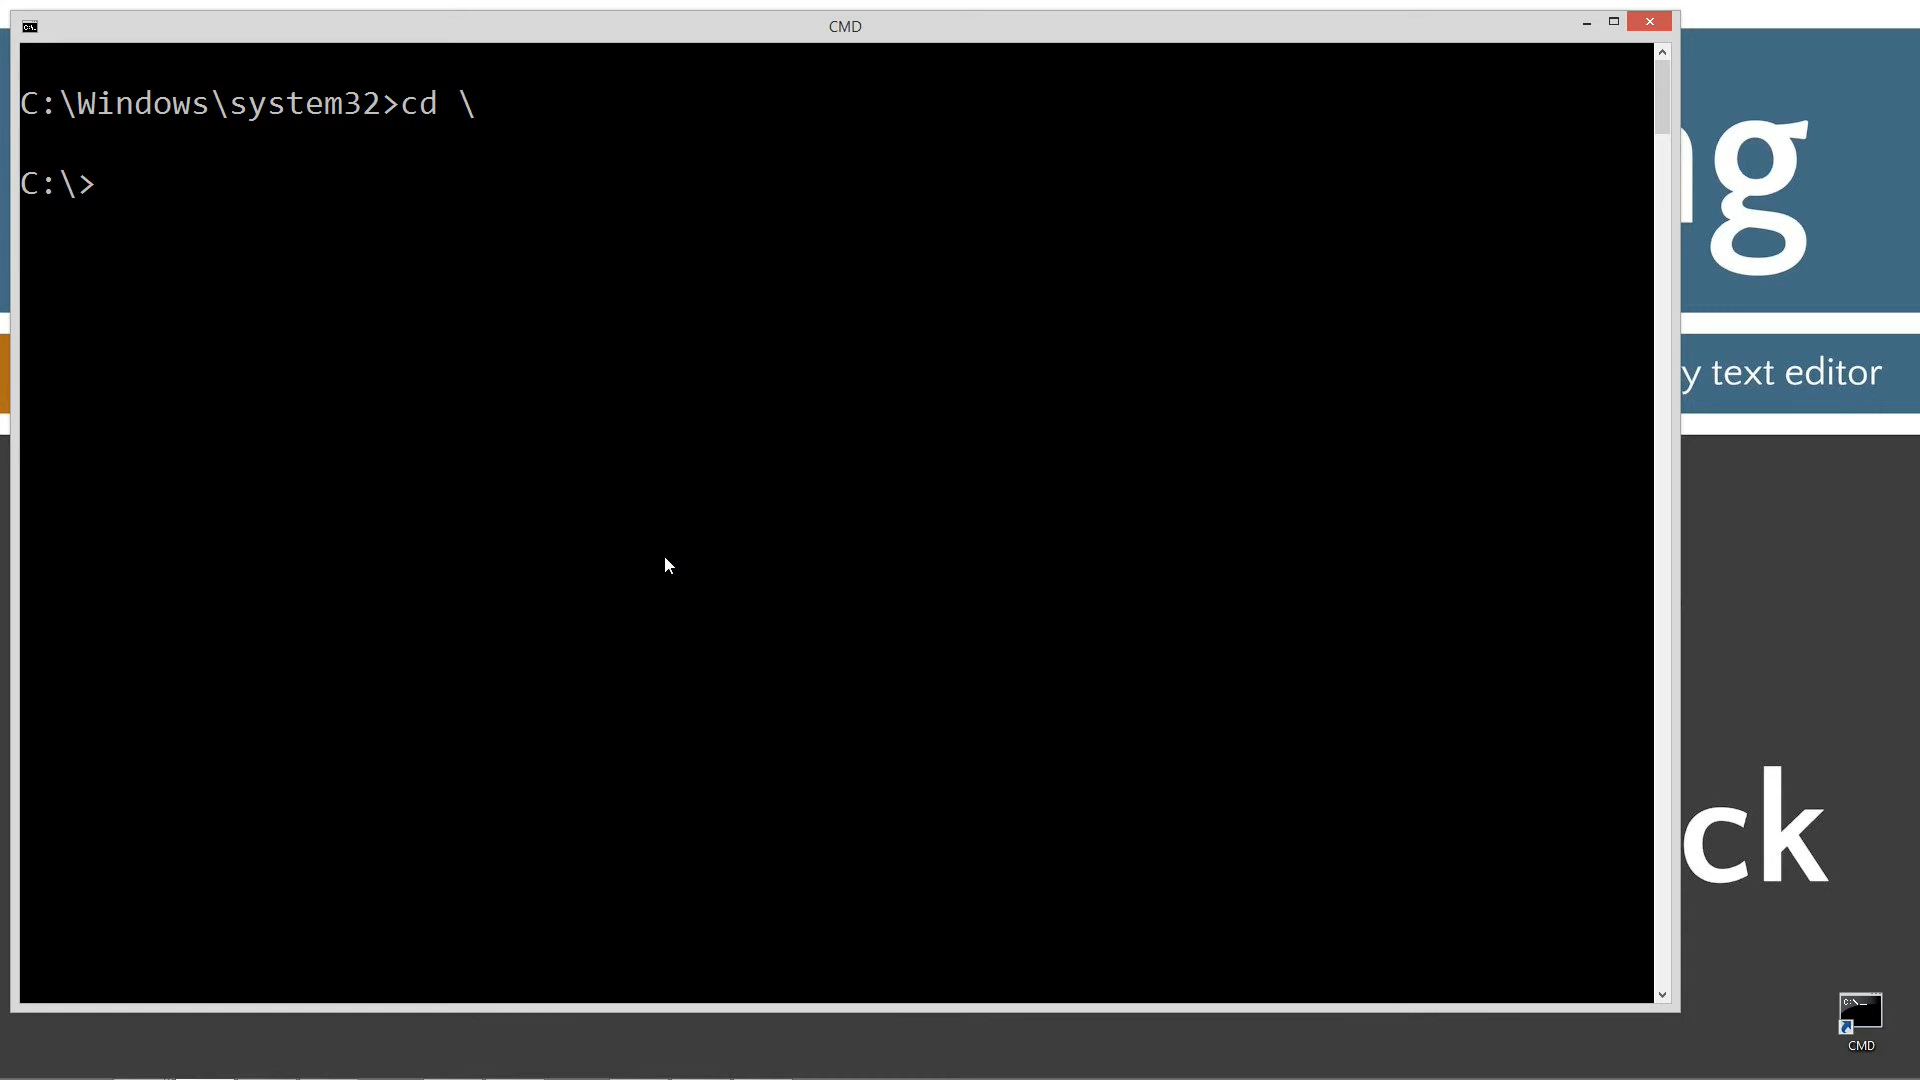 CMD
C:\Windows\system32>cd \
C:\>
g
y text editor
ck
CMD